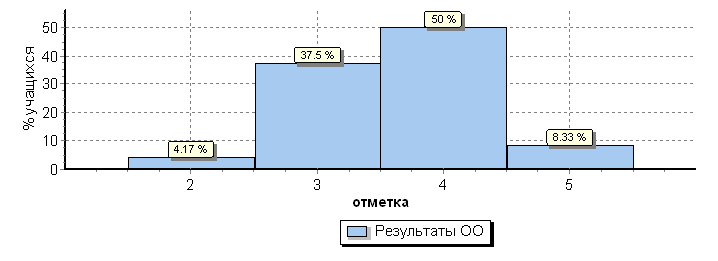 % учащихся
50
40
30
20
10
0
4.17 %
37.5 %
50 %
8.33 %
2 3 4 5
отметка
Результаты ОО